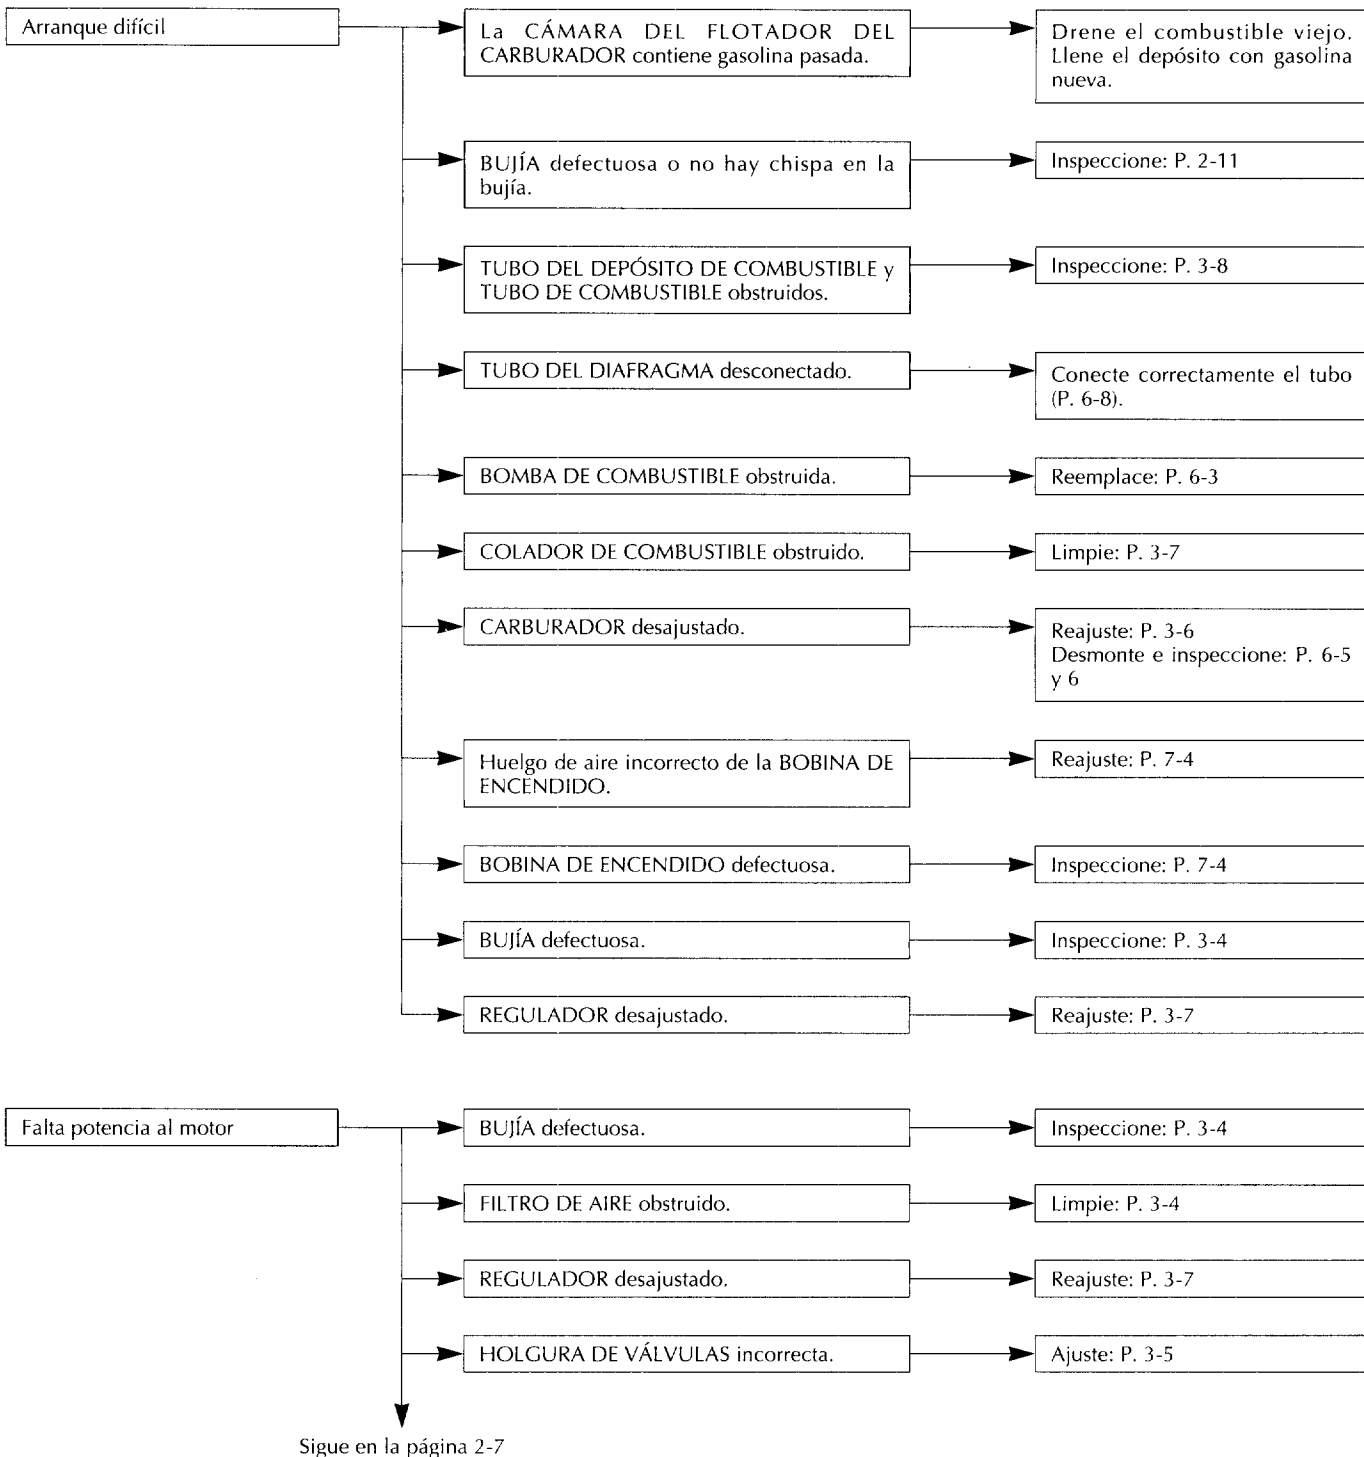 Arranque difícil
La CÁMARA DEL FLOTADOR DEL
CARBURADOR contiene gasolina pasada.
Drene el combustible viejo.
Llene el depósito con gasolina
nueva.
BUJÍA defectuosa o no hay chispa en la
bujía.
Inspeccione: P. 2-11
TUBO DEL DEPÓSITO DE COMBUSTIBLE y
TUBO DE COMBUSTIBLE obstruidos.
Inspeccione: P. 3-8
TUBO DEL DIAFRAGMA desconectado.
Conecte correctamente el tubo
(P. 6-8).
BOMBA DE COMBUSTIBLE obstruida.
Reemplace: P. 6-3
COLADOR DE COMBUSTIBLE obstruido.
Limpie: P. 3-7
CARBURADOR desajustado.
Reajuste: P. 3-6
Desmonte e inspeccione: P. 6-5
y 6
Huelgo de aire incorrecto de la BOBINA DE
ENCENDIDO.
Reajuste: P. 7-4
BOBINA DE ENCENDIDO defectuosa.
Inspeccione: P. 7-4
BUJÍA defectuosa.
Inspeccione: P. 3-4
REGULADOR desajustado.
Reajuste: P. 3-7
Falta potencia al motor
BUJÍA defectuosa.
Inspeccione: P. 3-4
FILTRO DE AIRE obstruido.
Limpie: P. 3-4
REGULADOR desajustado.
Reajuste: P. 3-7
HOLGURA DE VÁLVULAS incorrecta.
Ajuste: P. 3-5
Sigue en la página 2-7